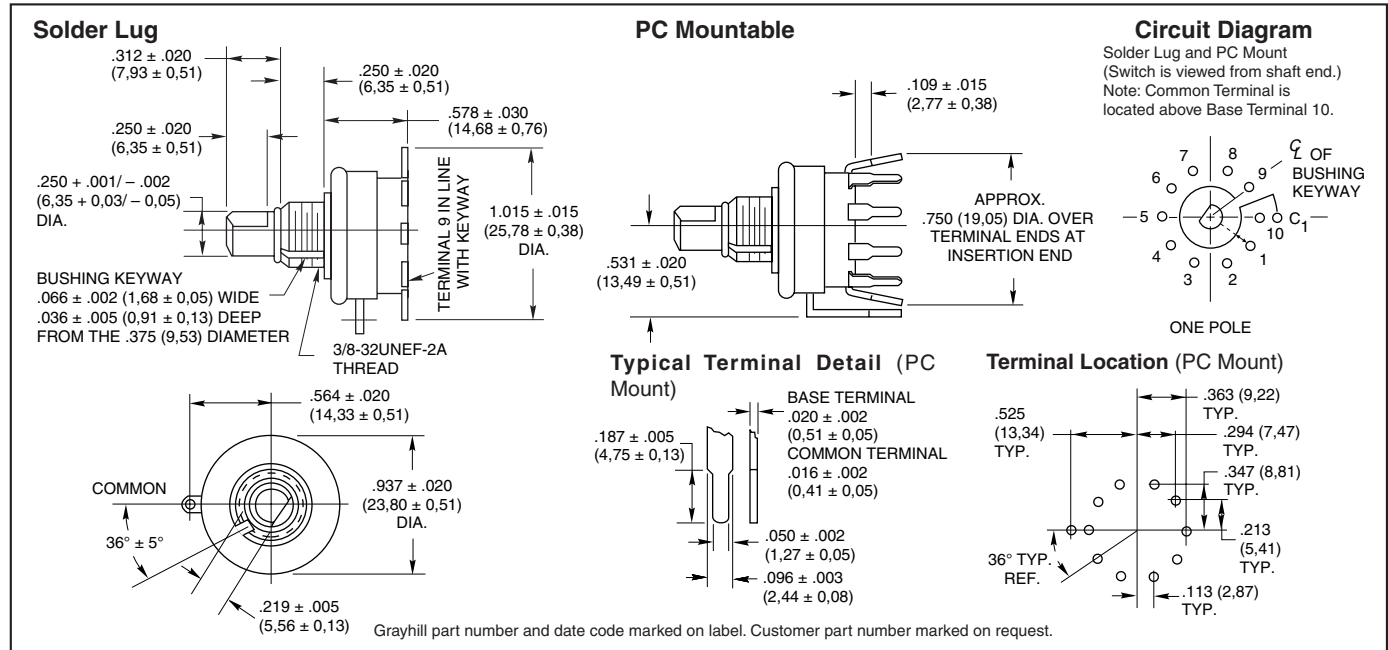 Solder Lug
.312 ± .020
(7,93 ± 0,51)
.250 ± .020
(6,35 ± 0,51)
.578 ± .030
(14,68 ± 0,76)
.250 ± .020
(6,35 ± 0,51)
.250 + .001/ – .002
(6,35 + 0,03/ – 0,05)
DIA.
1.015 ± .015
(25,78 ± 0,38)
DIA.
TERMINAL 9 IN LINE
WITH KEYWAY
BUSHING KEYWAY
.066 ± .002 (1,68 ± 0,05) WIDE
.036 ± .005 (0,91 ± 0,13) DEEP
FROM THE .375 (9,53) DIAMETER
3/8-32UNEF-2A
THREAD
.564 ± .020
(14,33 ± 0,51)
COMMON
.937 ± .020
(23,80 ± 0,51)
DIA.
36° ± 5°
.219 ± .005
(5,56 ± 0,13)
PC Mountable
.109 ± .015
(2,77 ± 0,38)
APPROX.
.750 (19,05) DIA. OVER
TERMINAL ENDS AT
INSERTION END
.531 ± .020
(13,49 ± 0,51)
Typical Terminal Detail (PC
Mount)
BASE TERMINAL
.020 ± .002
(0,51 ± 0,05)
COMMON TERMINAL
.016 ± .002
(0,41 ± 0,05)
.187 ± .005
(4,75 ± 0,13)
.050 ± .002
(1,27 ± 0,05)
.096 ± .003
(2,44 ± 0,08)
Circuit Diagram
Solder Lug and PC Mount
(Switch is viewed from shaft end.)
Note: Common Terminal is
located above Base Terminal 10.
7 8
6 9
5 10 C1
4 1
3 2
CL OF
BUSHING
KEYWAY
ONE POLE
Terminal Location (PC Mount)
.363 (9,22)
TYP.
.525
(13,34)
TYP.
.294 (7,47)
TYP.
.347 (8,81)
TYP.
.213
(5,41)
TYP.
36° TYP.
REF.
.113 (2,87)
TYP.
Grayhill part number and date code marked on label. Customer part number marked on request.